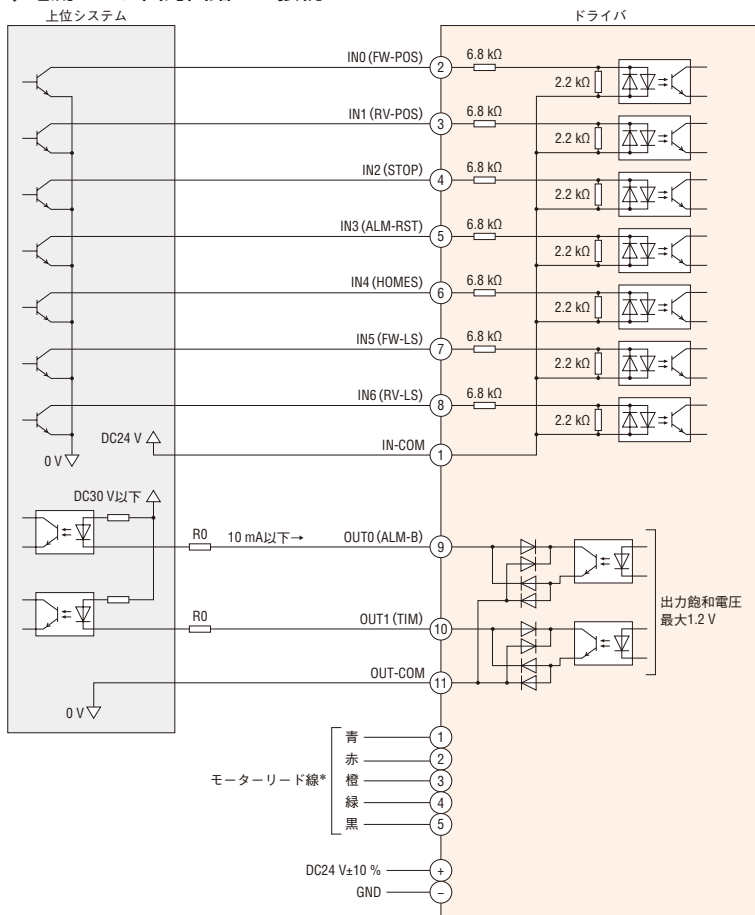 上位システム
ドライバ
IN0 (FW-POS) 2 6.8 kΩ
2.2 kΩ
IN1 (RV-POS) 3 6.8 kΩ
2.2 kΩ
IN2 (STOP) 4 6.8 kΩ
2.2 kΩ
IN3 (ALM-RST) 5 6.8 kΩ
2.2 kΩ
IN4 (HOMES) 6 6.8 kΩ
2.2 kΩ
IN5 (FW-LS) 7 6.8 kΩ
2.2 kΩ
IN6 (RV-LS) 8 6.8 kΩ
2.2 kΩ
DC24 V
0 V
IN-COM 1
DC30 V以下
R0 10 mA以下→ OUT0 (ALM-B) 9
R0 OUT1 (TIM) 10
出力飽和電圧
最大1.2 V
OUT-COM 11
0 V
モーターリード線*
青 1
赤 2
橙 3
緑 4
黒 5
DC24 V±10 % +
GND −